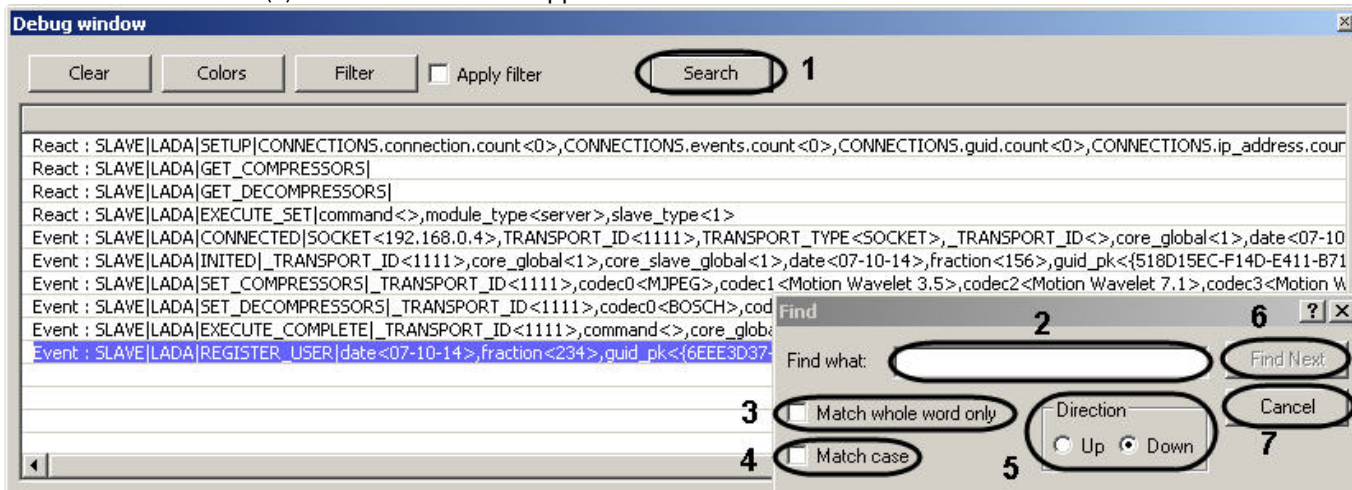 Debug window
Clear Colors Filter Apply filter Search 1
React : SLAVE|LADA|SETUP|CONNECTIONS.connection.count<0>,CONNECTIONS.events.count<0>,CONNECTIONS.guid.count<0>,CONNECTIONS.ip_address.cour
React : SLAVE|LADA|GET_COMPRESSORS|
React : SLAVE|LADA|GET_DECOMPRESSORS|
React : SLAVE|LADA|EXECUTE_SET|command<>,module_type<server>,slave_type<1>
Event : SLAVE|LADA|CONNECTED|SOCKET<192.168.0.4>,TRANSPORT_ID<1111>,TRANSPORT_TYPE<SOCKET>,_TRANSPORT_ID<>,core_global<1>,date<07-10
Event : SLAVE|LADA|INITED|_TRANSPORT_ID<1111>,core_global<1>,core_slave_global<1>,date<07-10-14>,fraction<156>,guid_pk<{518D15EC-F14D-E411-B71
Event : SLAVE|LADA|SET_COMPRESSORS|_TRANSPORT_ID<1111>,codec0<MJPEG>,codec1<Motion Wavelet 3.5>,codec2<Motion Wavelet 7.1>,codec3<Motion W
Event : SLAVE|LADA|SET_DECOMPRESSORS|_TRANSPORT_ID<1111>,codec0<BOSCH>,cod
Event : SLAVE|LADA|EXECUTE_COMPLETE|_TRANSPORT_ID<1111>,command<>,core_globa
Event : SLAVE|LADA|REGISTER_USER|date<07-10-14>,fraction<234>,guid_pk<{6EEE3D37-
Find 2 6
Find what: Find Next
3 Match whole word only Direction Cancel
4 Match case 5 Up Down 7